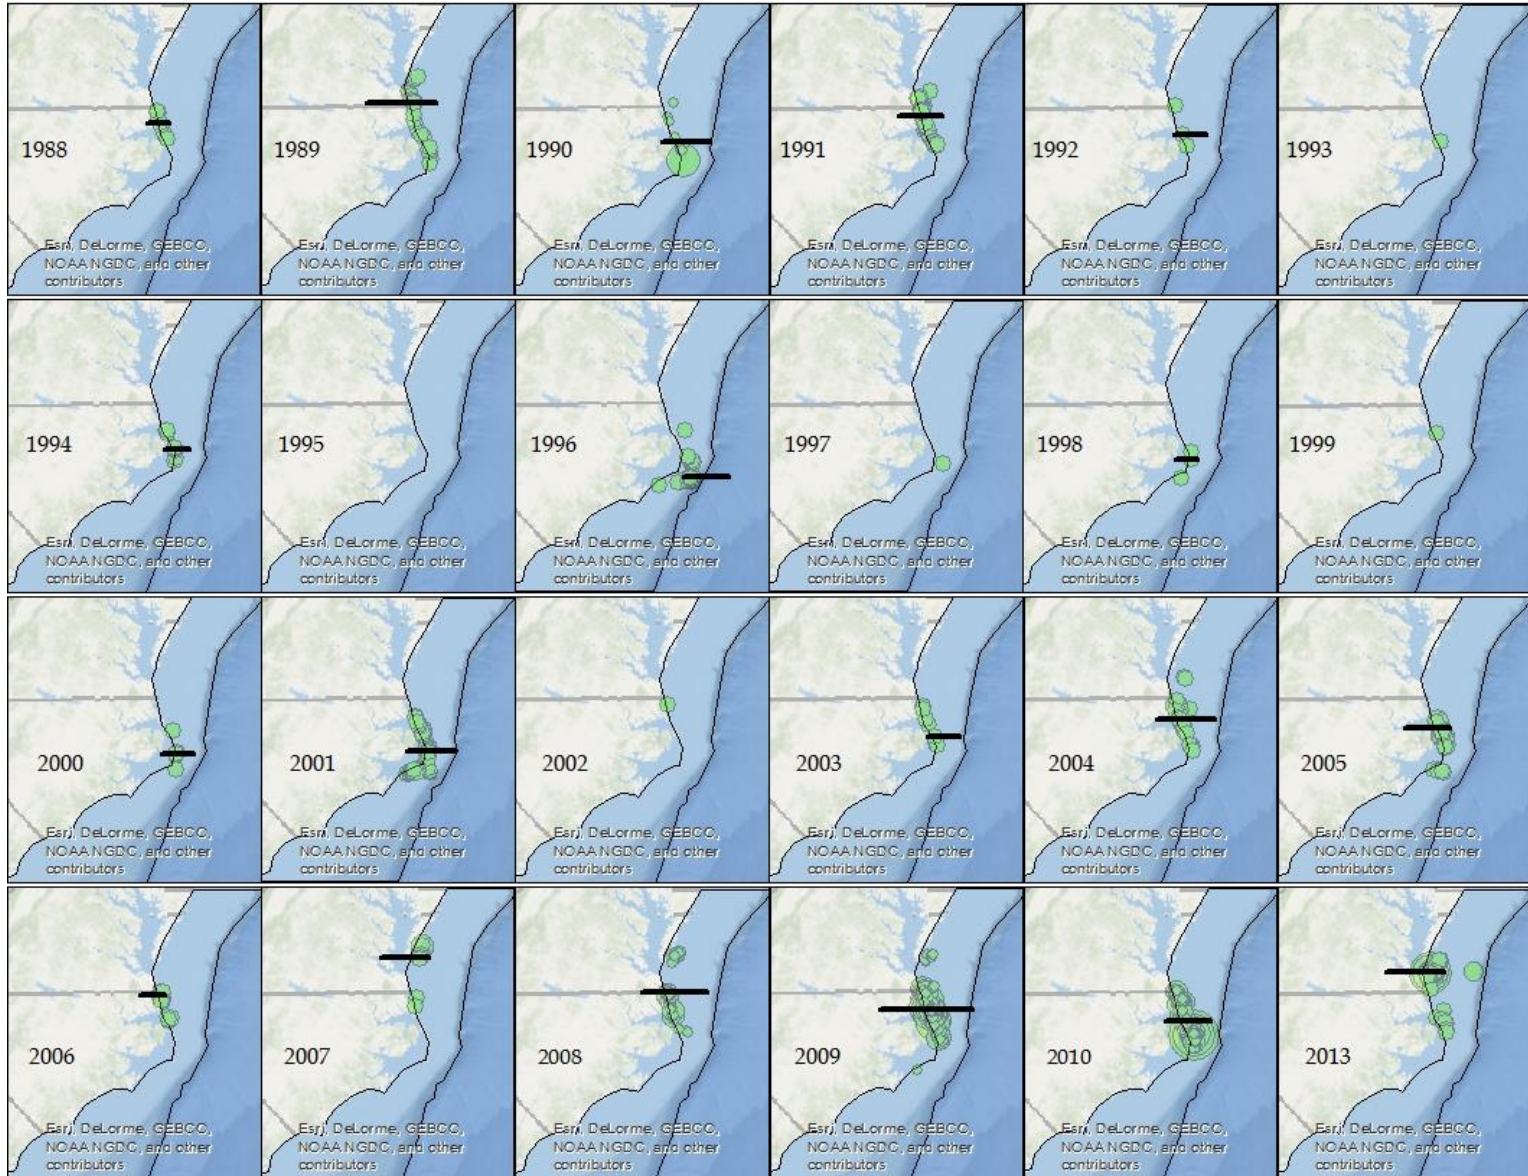 1988
Esri, DeLorme, GEBCO,
NOAA NGDC, and other
contributors
1989
Esri, DeLorme, GEBCO,
NOAA NGDC, and other
contributors
1990
Esri, DeLorme, GEBCO,
NOAA NGDC, and other
contributors
1991
Esri, DeLorme, GEBCO,
NOAA NGDC, and other
contributors
1992
Esri, DeLorme, GEBCO,
NOAA NGDC, and other
contributors
1993
Esri, DeLorme, GEBCO,
NOAA NGDC, and other
contributors
1994
Esri, DeLorme, GEBCO,
NOAA NGDC, and other
contributors
1995
Esri, DeLorme, GEBCO,
NOAA NGDC, and other
contributors
1996
Esri, DeLorme, GEBCO,
NOAA NGDC, and other
contributors
1997
Esri, DeLorme, GEBCO,
NOAA NGDC, and other
contributors
1998
Esri, DeLorme, GEBCO,
NOAA NGDC, and other
contributors
1999
Esri, DeLorme, GEBCO,
NOAA NGDC, and other
contributors
2000
Esri, DeLorme, GEBCO,
NOAA NGDC, and other
contributors
2001
Esri, DeLorme, GEBCO,
NOAA NGDC, and other
contributors
2002
Esri, DeLorme, GEBCO,
NOAA NGDC, and other
contributors
2003
Esri, DeLorme, GEBCO,
NOAA NGDC, and other
contributors
2004
Esri, DeLorme, GEBCO,
NOAA NGDC, and other
contributors
2005
Esri, DeLorme, GEBCO,
NOAA NGDC, and other
contributors
2006
Esri, DeLorme, GEBCO,
NOAA NGDC, and other
contributors
2007
Esri, DeLorme, GEBCO,
NOAA NGDC, and other
contributors
2008
Esri, DeLorme, GEBCO,
NOAA NGDC, and other
contributors
2009
Esri, DeLorme, GEBCO,
NOAA NGDC, and other
contributors
2010
Esri, DeLorme, GEBCO,
NOAA NGDC, and other
contributors
2013
Esri, DeLorme, GEBCO,
NOAA NGDC, and other
contributors